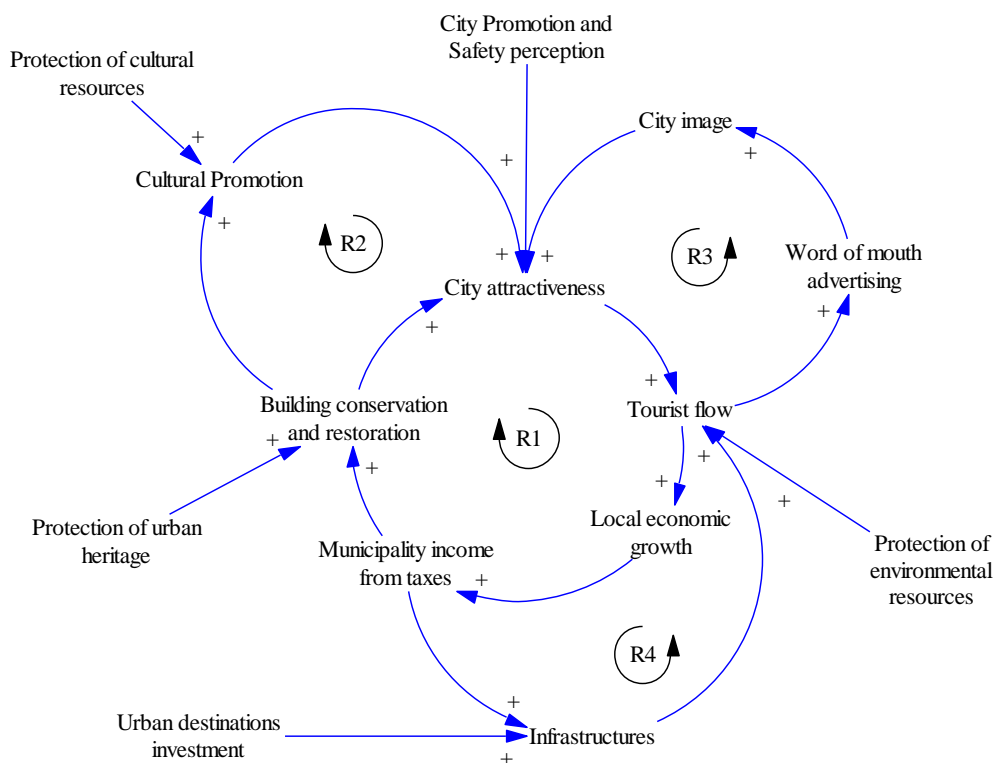 City Promotion and
Safety perception
Protection of cultural
resources
+
City image
+
+
Cultural Promotion
+
+
R2
R3
Word of mouth
advertising
+
+
City attractiveness
+
+
+
Tourist flow
Building conservation
and restoration
R1
+
+
+
+
+
Protection of urban
heritage
Local economic
growth
Protection of
environmental
resources
Municipality income
from taxes
+
R4
+
Urban destinations
investment
Infrastructures
+